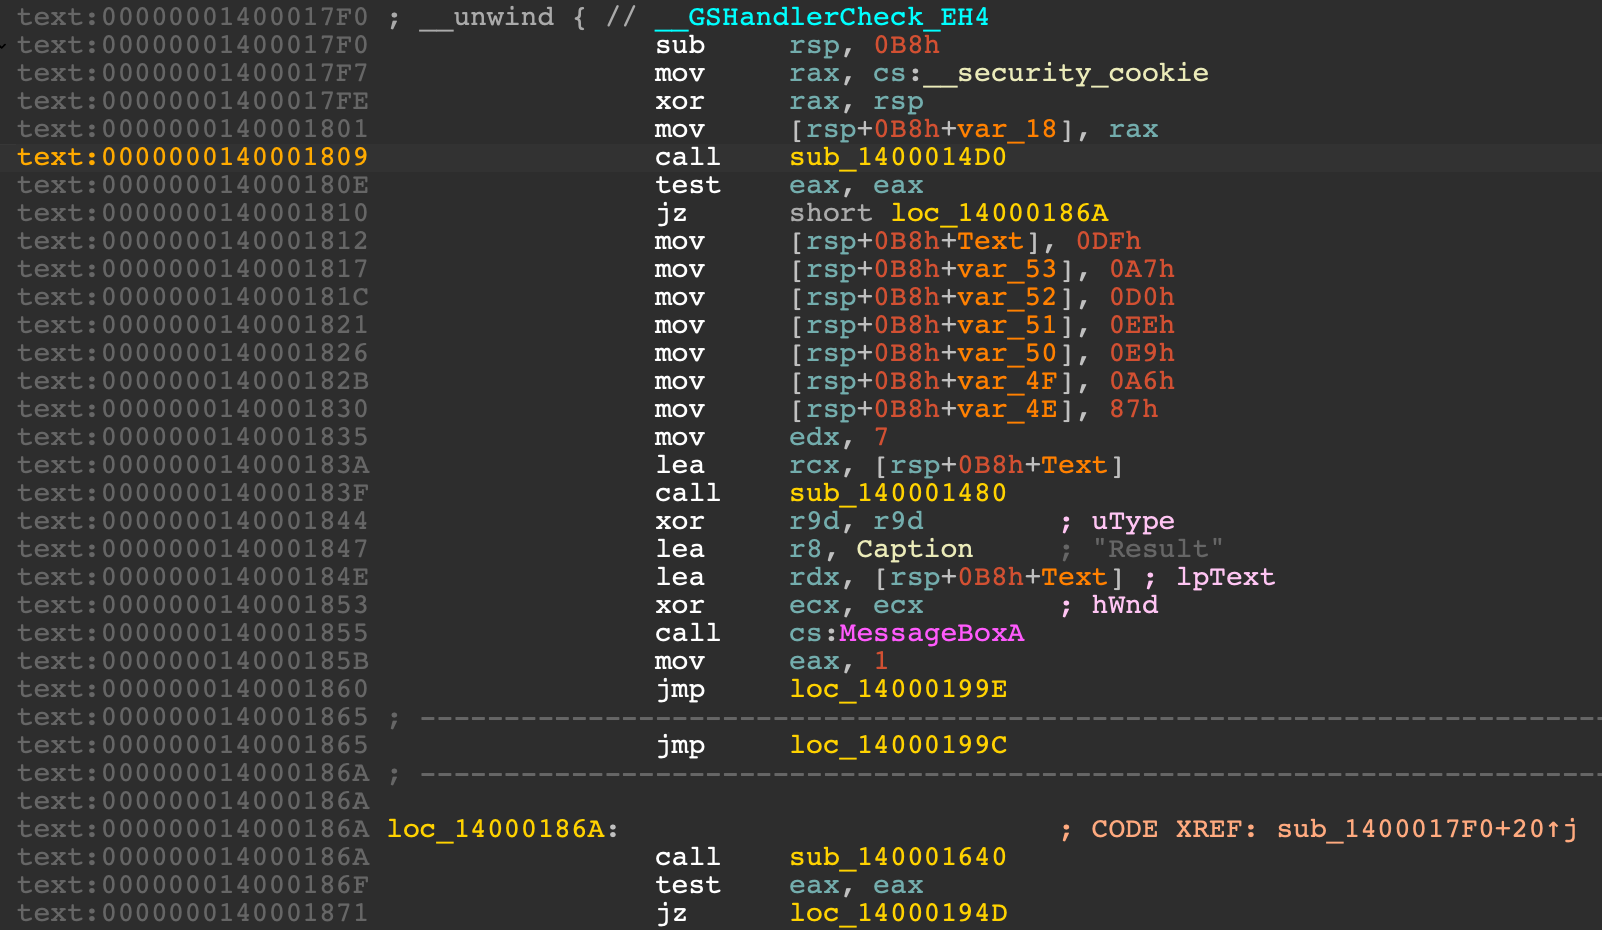 text:00000001400017F0 ; __unwind { // __GSHandlerCheck_EH4
text:00000001400017F0 sub rsp, 0B8h
text:00000001400017F7 mov rax, cs:__security_cookie
text:00000001400017FE xor rax, rsp
text:0000000140001801 mov [rsp+0B8h+var_18], rax
text:0000000140001809 call sub_1400014D0
text:000000014000180E test eax, eax
text:0000000140001810 jz short loc_14000186A
text:0000000140001812 mov [rsp+0B8h+Text], 0DFh
text:0000000140001817 mov [rsp+0B8h+var_53], 0A7h
text:000000014000181C mov [rsp+0B8h+var_52], 0D0h
text:0000000140001821 mov [rsp+0B8h+var_51], 0EEh
text:0000000140001826 mov [rsp+0B8h+var_50], 0E9h
text:000000014000182B mov [rsp+0B8h+var_4F], 0A6h
text:0000000140001830 mov [rsp+0B8h+var_4E], 87h
text:0000000140001835 mov edx, 7
text:000000014000183A lea rcx, [rsp+0B8h+Text]
text:000000014000183F call sub_140001480
text:0000000140001844 xor r9d, r9d ; uType
text:0000000140001847 lea r8, Caption ; "Result"
text:000000014000184E lea rdx, [rsp+0B8h+Text] ; lpText
text:0000000140001853 xor ecx, ecx ; hWnd
text:0000000140001855 call cs:MessageBoxA
text:000000014000185B mov eax, 1
text:0000000140001860 jmp loc_14000199E
text:0000000140001865 ; ---------------------------------------------------------------------------
text:0000000140001865 jmp loc_14000199C
text:000000014000186A ; ---------------------------------------------------------------------------
text:000000014000186A
text:000000014000186A loc_14000186A: ; CODE XREF: sub_1400017F0+20↑j
text:000000014000186A call sub_140001640
text:000000014000186F test eax, eax
text:0000000140001871 jz loc_14000194D